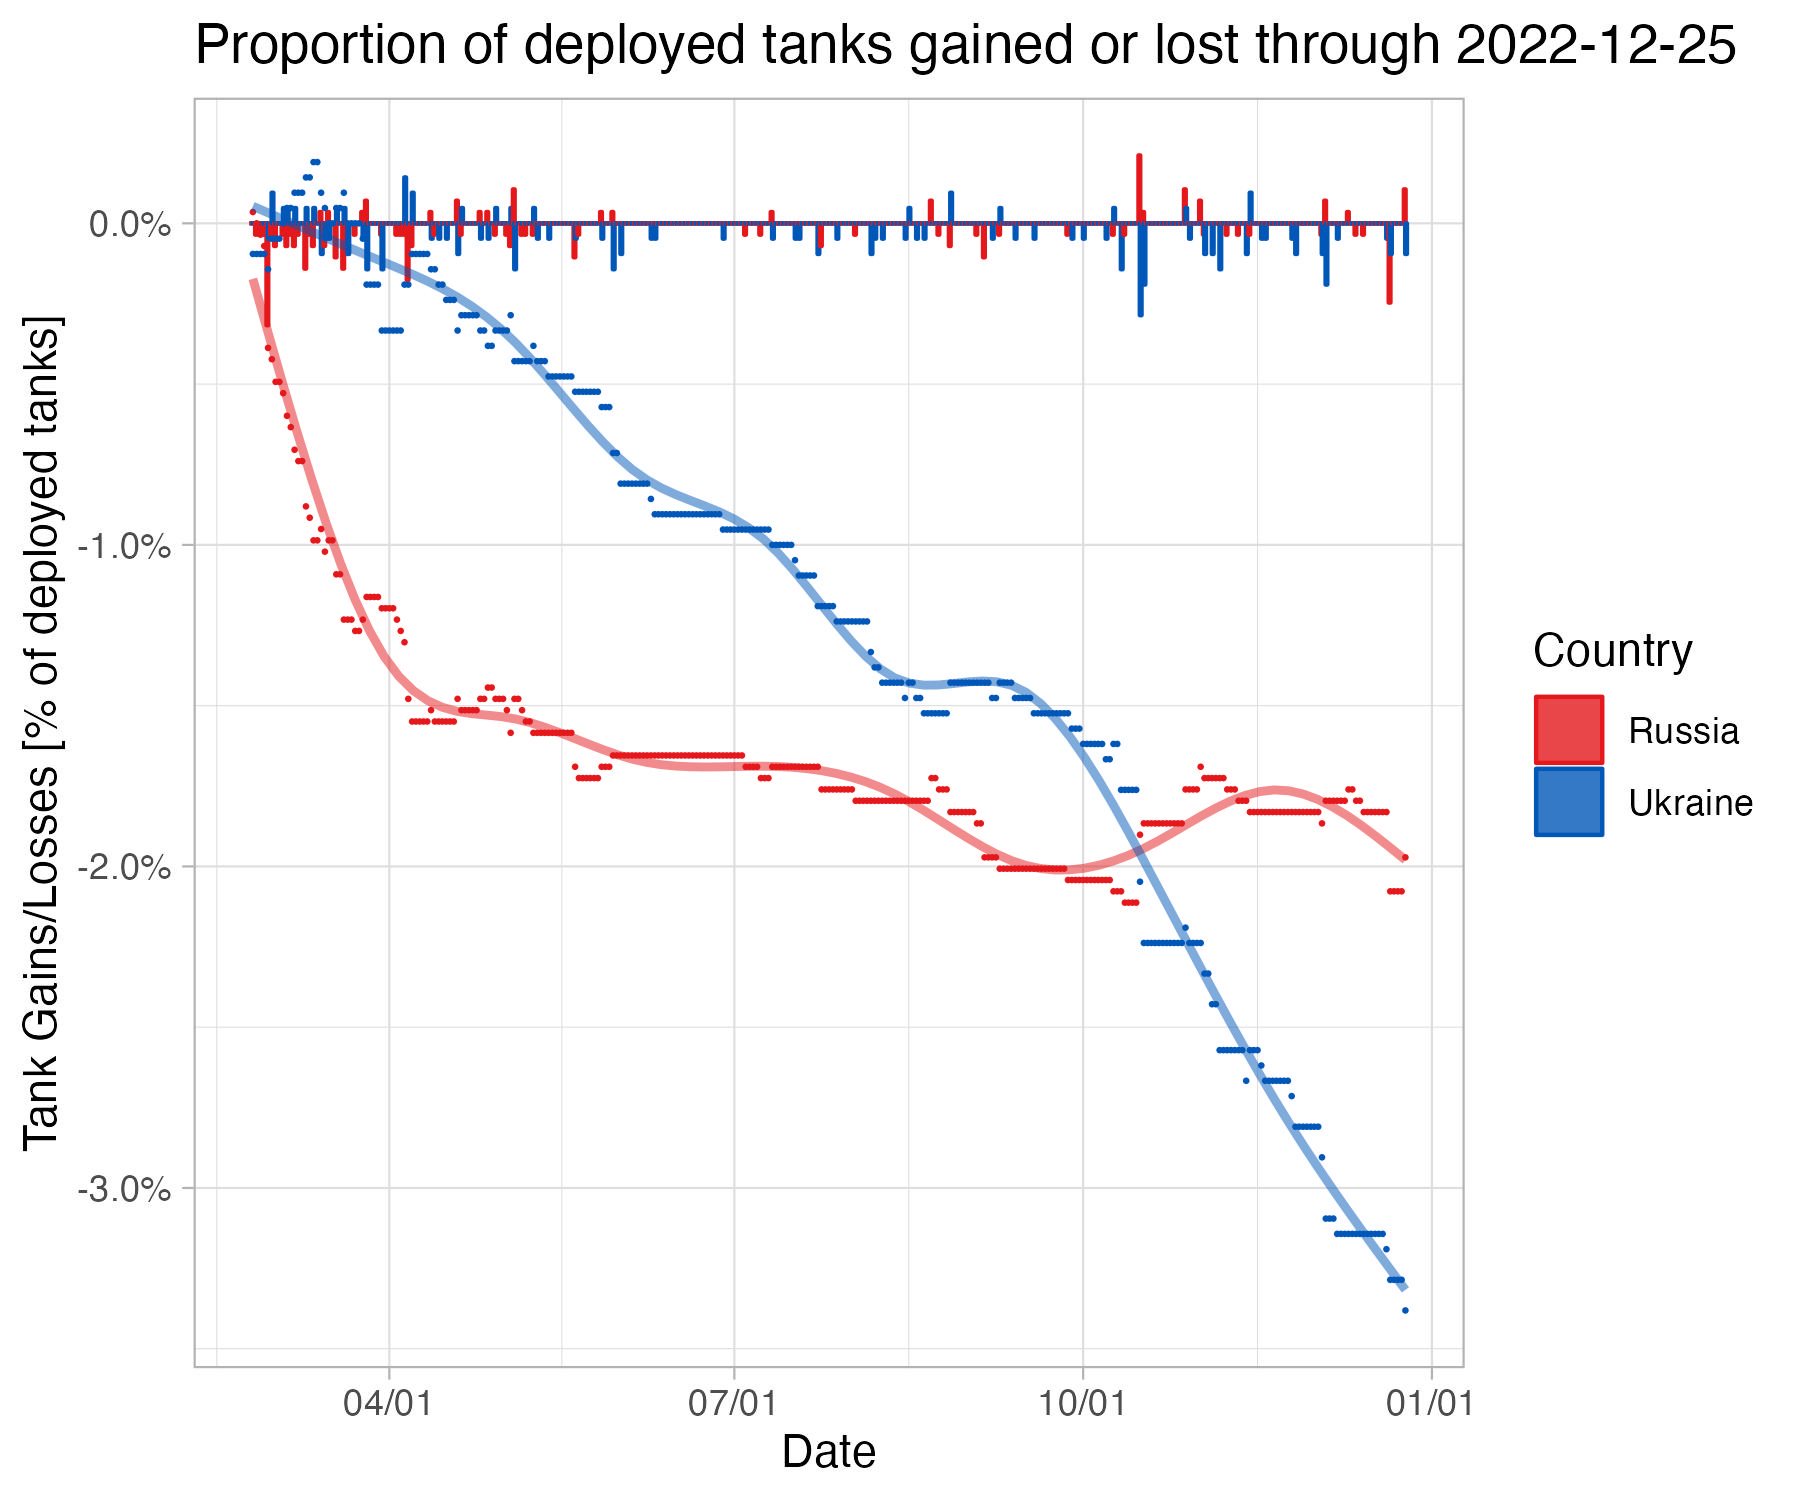 Proportion of deployed tanks gained or lost through 2022-12-25
Tank Gains/Losses [% of deployed tanks]
0.0%
-1.0%
-2.0%
-3.0%
04/01
07/01
10/01
01/01
Date
Country
Russia
Ukraine